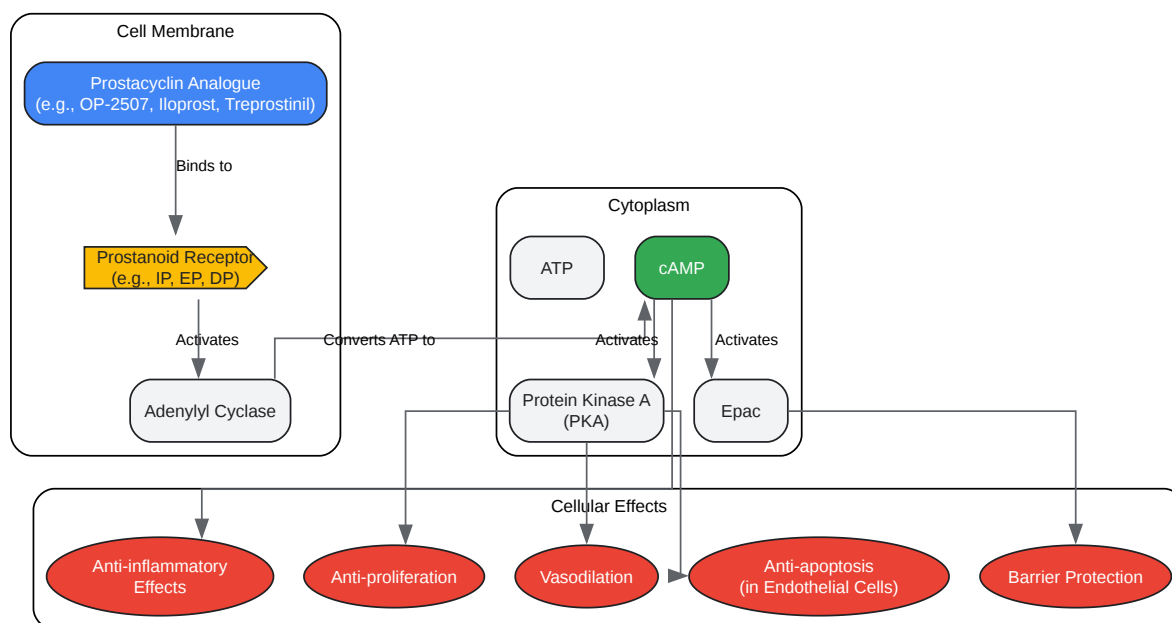 Cell Membrane
Prostacyclin Analogue
(e.g., OP-2507, Iloprost, Treprostinil)
Binds to
Cytoplasm
Prostanoid Receptor
(e.g., IP, EP, DP)
ATP
cAMP
Activates
Converts ATP to
Activates
Activates
Adenylyl Cyclase
Protein Kinase A
(PKA)
Epac
Cellular Effects
Anti-inflammatory
Effects
Anti-proliferation
Vasodilation
Anti-apoptosis
(in Endothelial Cells)
Barrier Protection